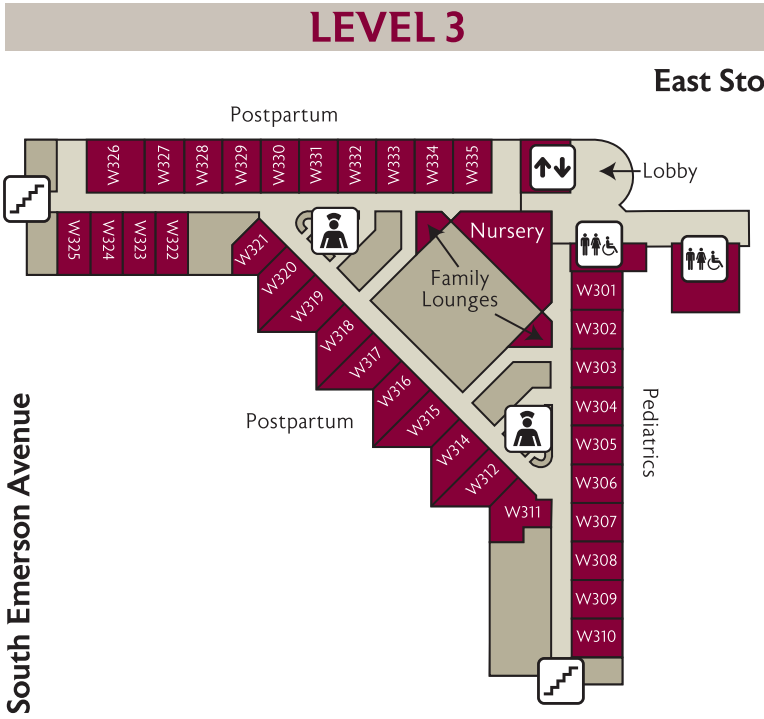 LEVEL 3
East Sto
Postpartum
W326
W327
W328
W329
W330
W331
W332
W333
W334
W335
Lobby
W325
W324
W323
W322
W321
Nursery
Family
Lounges
W320
W319
W318
W317
W316
W315
W314
W312
W311
Postpartum
W301
W302
W303
W304
W305
W306
W307
W308
W309
W310
Pediatrics
South Emerson Avenue